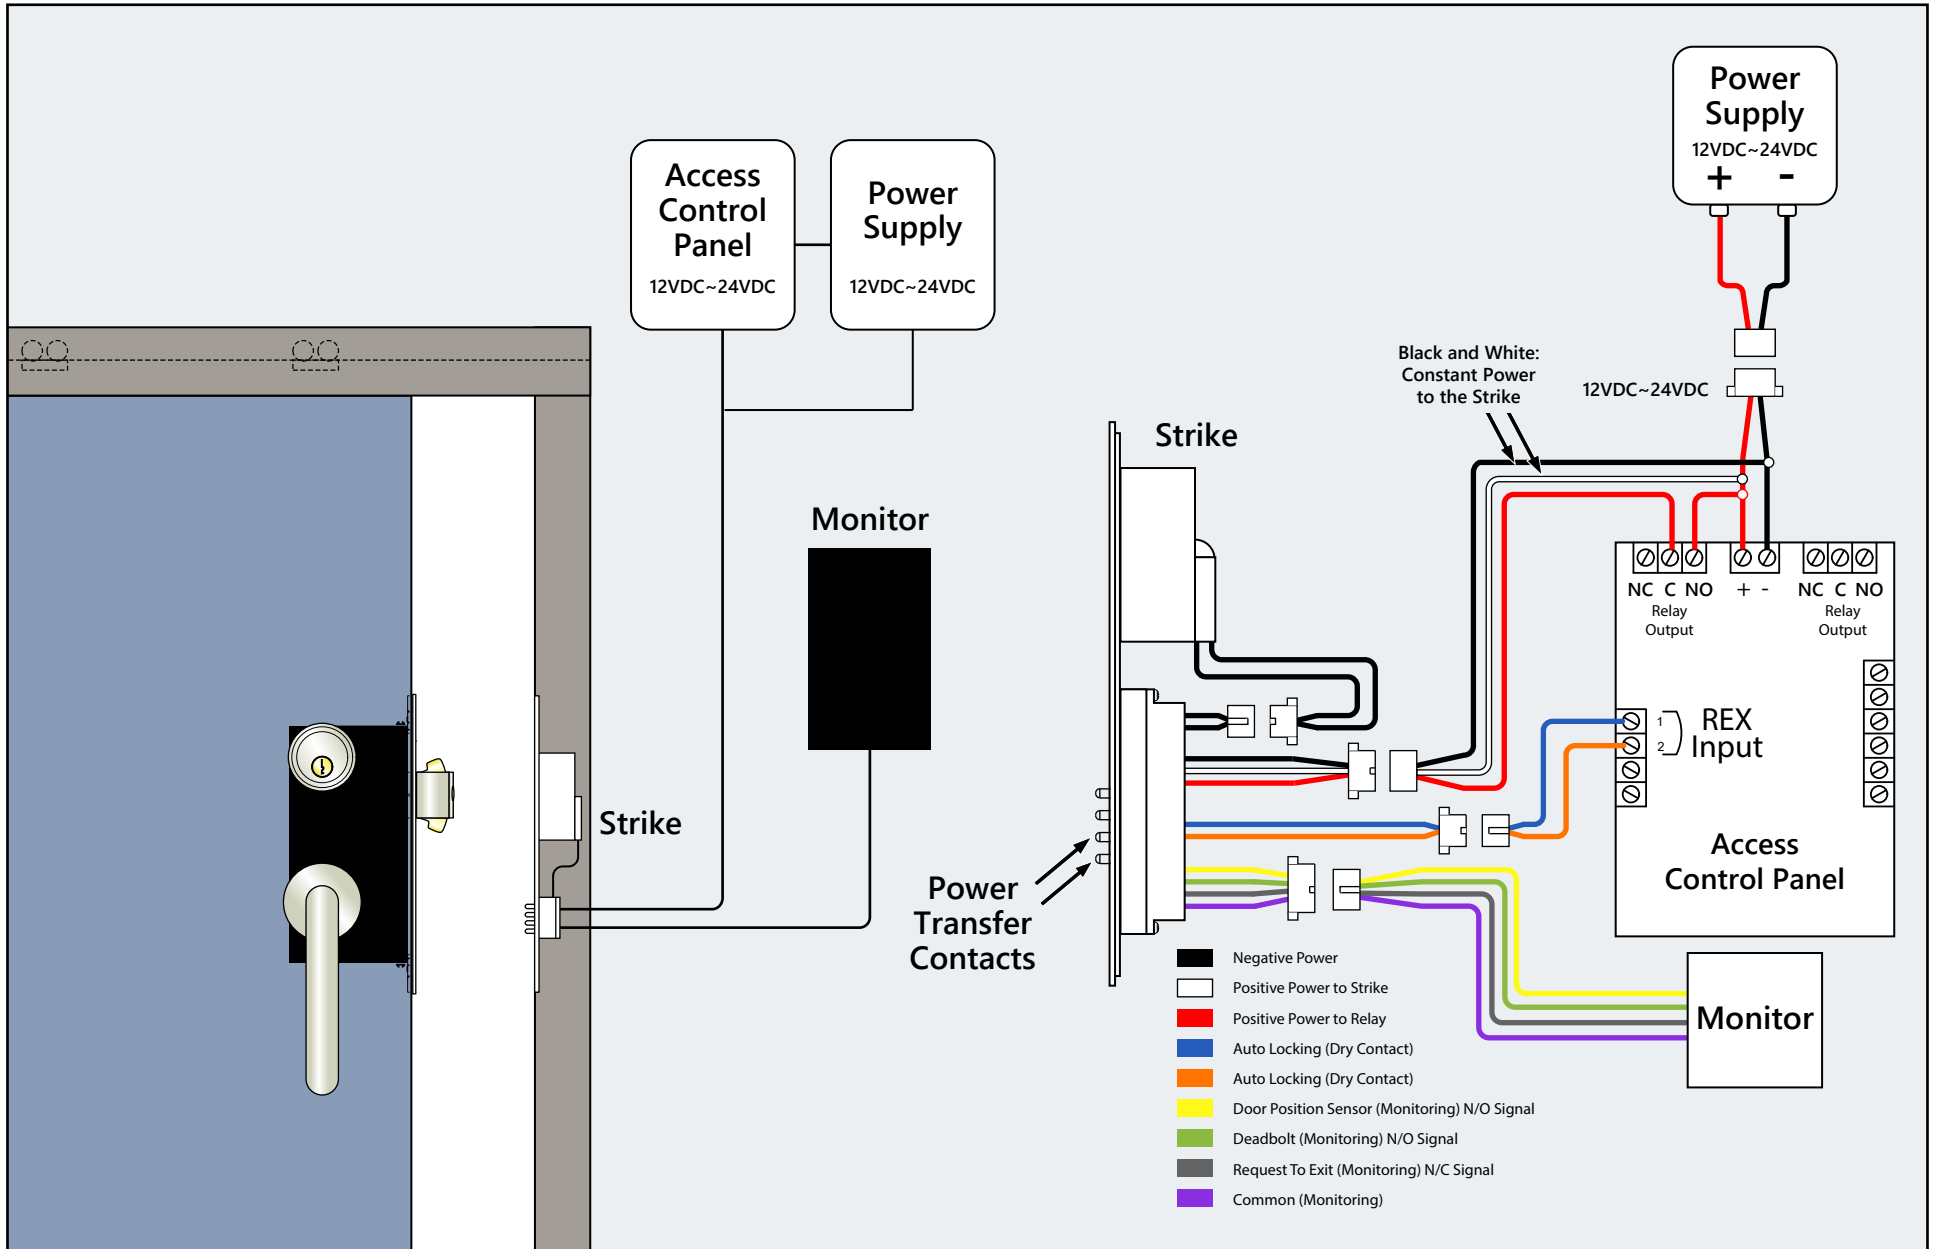 Access
Control
Panel
12VDC~24VDC
Power
Supply
12VDC~24VDC
Monitor
Strike
Power
Supply
12VDC~24VDC
+ -
Black and White:
Constant Power
to the Strike
12VDC~24VDC
Strike
NC C NO
Relay
Output
+ -
NC C NO
Relay
Output
1
2
REX
Input
Access
Control Panel
Power
Transfer
Contacts
Monitor
Negative Power
Positive Power to Strike
Positive Power to Relay
Auto Locking (Dry Contact)
Auto Locking (Dry Contact)
Door Position Sensor (Monitoring) N/O Signal
Deadbolt (Monitoring) N/O Signal
Request To Exit (Monitoring) N/C Signal
Common (Monitoring)